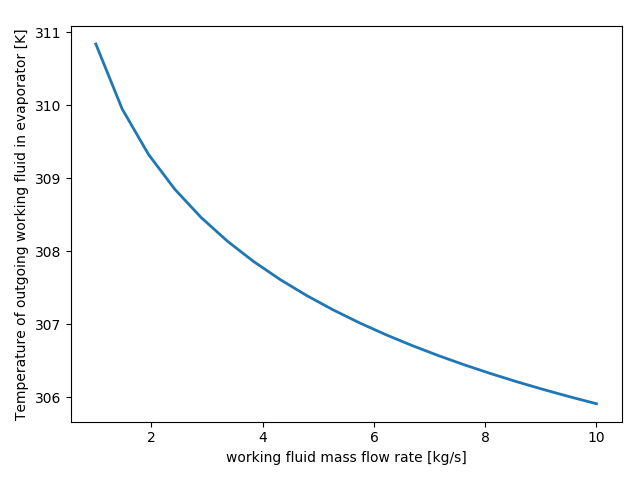 Temperature of outgoing working fluid in evaporator [K]
311
310
309
308
307
306
2 4 6 8 10
working fluid mass flow rate [kg/s]